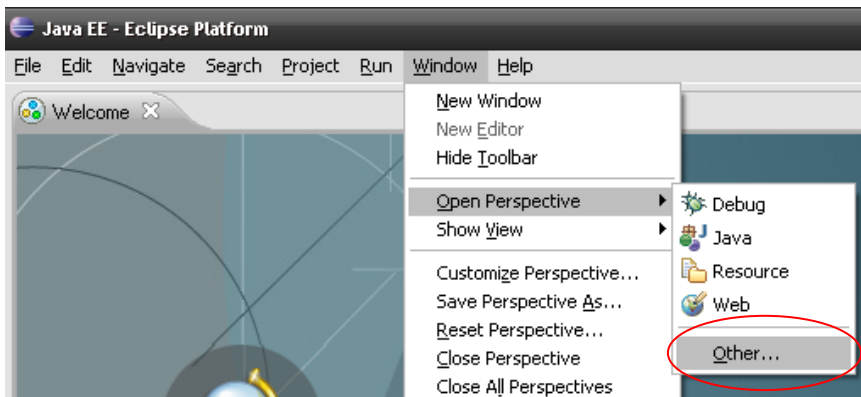 Java EE - Eclipse Platform
File Edit Navigate Search Project Run Window Help
Welcome
New Window
New Editor
Hide Toolbar
Open Perspective
Show View
Customize Perspective...
Save Perspective As...
Reset Perspective...
Close Perspective
Close All Perspectives
Debug
Java
Resource
Web
Other...